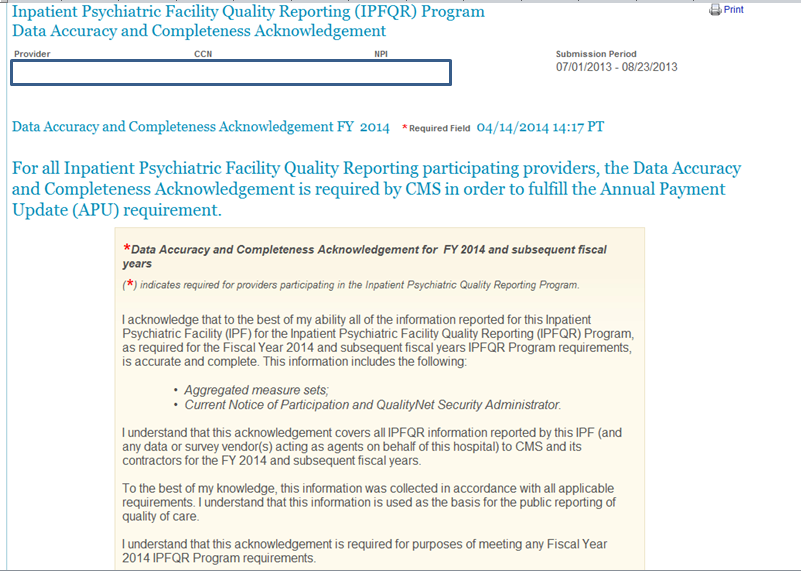 Inpatient Psychiatric Facility Quality Reporting (IPFQR) Program
Print
Data Accuracy and Completeness Acknowledgement
Provider CCN NPI Submission Period
07/01/2013 - 08/23/2013
Data Accuracy and Completeness Acknowledgement FY 2014 * Required Field 04/14/2014 14:17 PT
For all Inpatient Psychiatric Facility Quality Reporting participating providers, the Data Accuracy
and Completeness Acknowledgement is required by CMS in order to fulfill the Annual Payment
Update (APU) requirement.
*Data Accuracy and Completeness Acknowledgement for FY 2014 and subsequent fiscal
years
(*) indicates required for providers participating in the Inpatient Psychiatric Quality Reporting Program.
I acknowledge that to the best of my ability all of the information reported for this Inpatient
Psychiatric Facility (IPF) for the Inpatient Psychiatric Facility Quality Reporting (IPFQR) Program,
as required for the Fiscal Year 2014 and subsequent fiscal years IPFQR Program requirements,
is accurate and complete. This information includes the following:
• Aggregated measure sets;
• Current Notice of Participation and QualityNet Security Administrator.
I understand that this acknowledgement covers all IPFQR information reported by this IPF (and
any data or survey vendor(s) acting as agents on behalf of this hospital) to CMS and its
contractors for the FY 2014 and subsequent fiscal years.
To the best of my knowledge, this information was collected in accordance with all applicable
requirements. I understand that this information is used as the basis for the public reporting of
quality of care.
I understand that this acknowledgement is required for purposes of meeting any Fiscal Year
2014 IPFQR Program requirements.